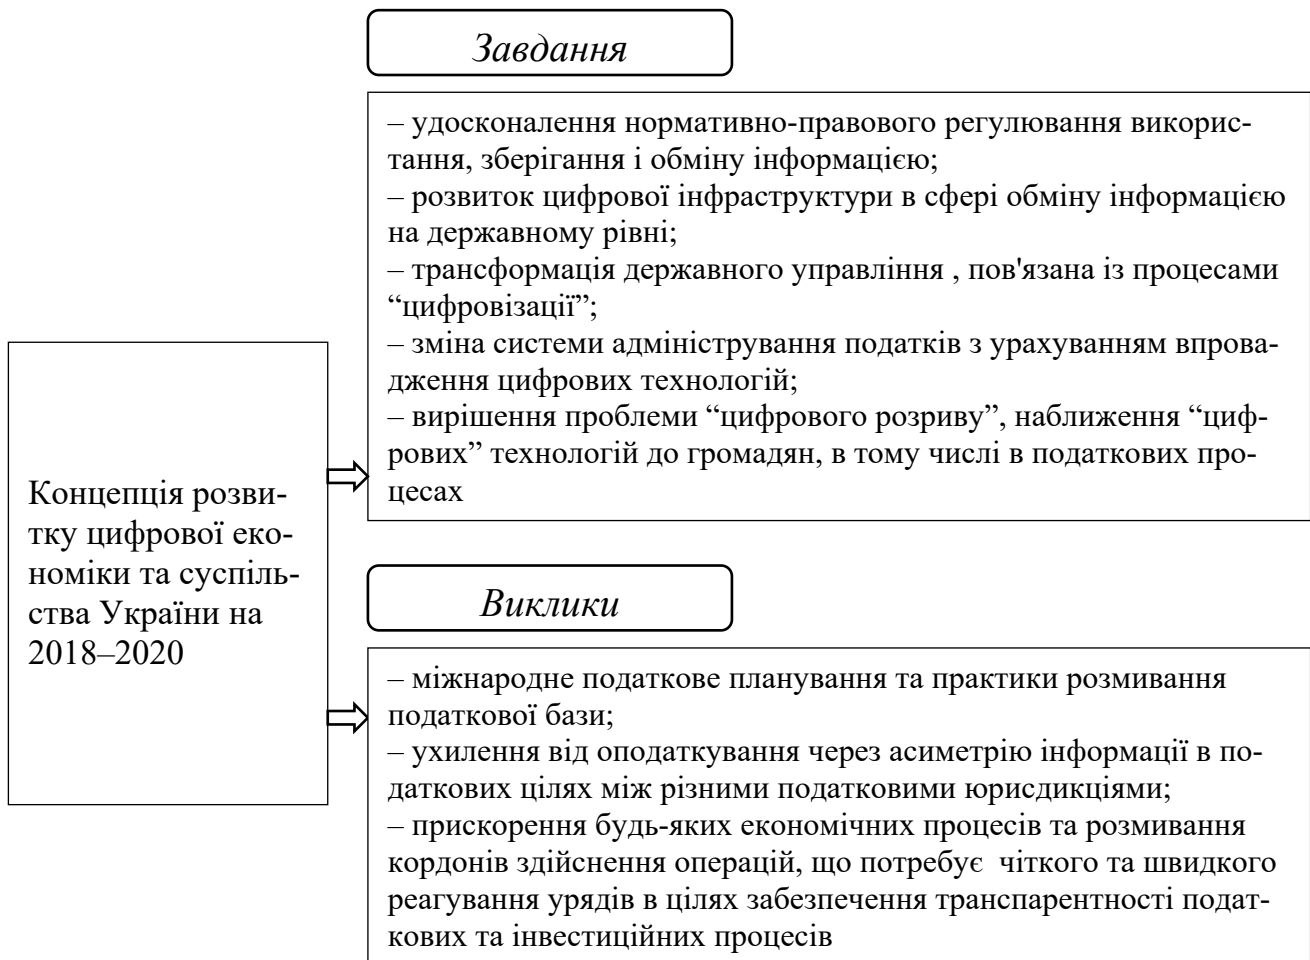 Завдання
– удосконалення нормативно-правового регулювання викорис-
тання, зберігання і обміну інформацією;
– розвиток цифрової інфраструктури в сфері обміну інформацією
на державному рівні;
– трансформація державного управління , пов'язана із процесами
“цифровізації”;
– зміна системи адміністрування податків з урахуванням впрова-
дження цифрових технологій;
– вирішення проблеми “цифрового розриву”, наближення “циф-
рових” технологій до громадян, в тому числі в податкових про-
цесах
Концепція розви-
тку цифрової еко-
номіки та суспіль-
ства України на
2018–2020
Виклики
– міжнародне податкове планування та практики розмивання
податкової бази;
– ухилення від оподаткування через асиметрію інформації в по-
даткових цілях між різними податковими юрисдикціями;
– прискорення будь-яких економічних процесів та розмивання
кордонів здійснення операцій, що потребує  чіткого та швидкого
реагування урядів в цілях забезпечення транспарентності подат-
кових та інвестиційних процесів